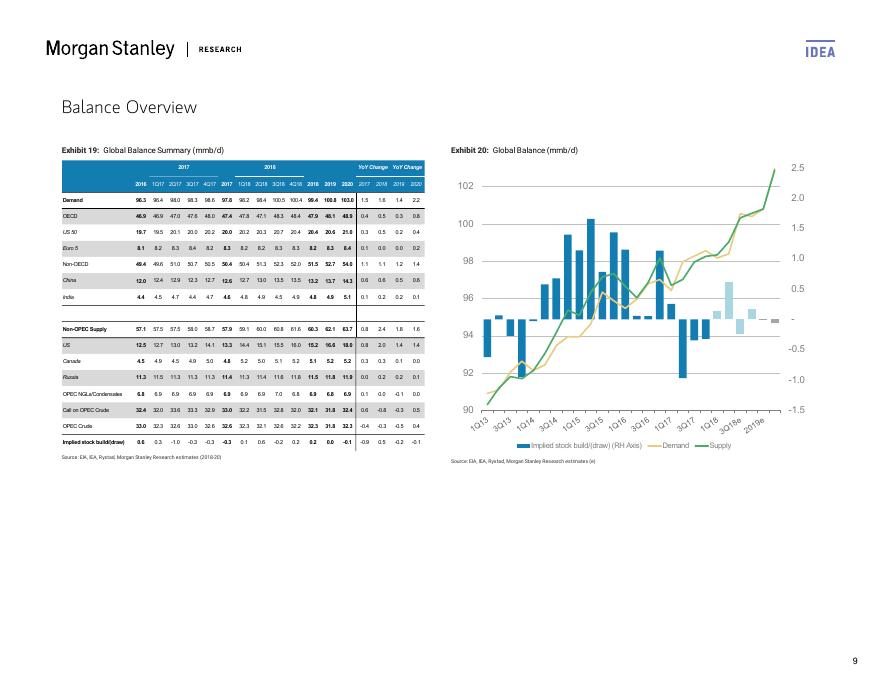 Morgan Stanley | RESEARCH
IDEA
Balance Overview
Exhibit 19: Global Balance Summary (mmb/d)
2017 2018 YoY Change YoY Change
2016 1Q17 2Q17 3Q17 4Q17 2017 1Q18 2Q18 3Q18 4Q18 2018 2019 2020 2017 2018 2019 2020
Demand 96.3 96.4 98.0 98.4 98.6 97.8 98.2 98.4 100.5 100.4 99.4 100.8 103.0 1.5 1.6 1.4 2.2
OECD 46.9 46.9 47.0 47.6 48.0 47.4 47.8 47.1 48.3 48.4 47.9 48.1 48.9 0.4 0.5 0.3 0.8
US 50 19.7 19.5 20.1 20.0 20.2 20.0 20.2 20.3 20.7 20.4 20.4 20.6 21.0 0.3 0.5 0.2 0.4
Euro 5 8.1 8.2 8.3 8.4 8.2 8.3 8.2 8.2 8.3 8.3 8.2 8.3 8.4 0.1 0.0 0.0 0.2
Non-OECD 49.4 49.6 51.0 50.7 50.5 50.4 50.4 51.3 52.3 52.0 51.5 52.7 54.0 1.1 1.1 1.2 1.4
China 12.0 12.4 12.9 12.3 12.7 12.6 12.7 13.0 13.5 13.5 13.2 13.7 14.3 0.6 0.6 0.5 0.6
India 4.4 4.5 4.7 4.4 4.7 4.6 4.8 4.9 4.5 4.9 4.8 4.9 5.1 0.1 0.2 0.2 0.1
Non-OPEC Supply 57.1 57.5 57.5 58.0 58.7 57.9 59.1 60.0 60.8 61.6 60.3 62.1 63.7 0.8 2.4 1.8 1.6
US 12.5 12.7 13.0 13.2 14.1 13.3 14.4 15.1 15.5 16.0 15.2 16.6 18.0 0.8 2.0 1.4 1.4
Canada 4.5 4.9 4.5 4.9 5.0 4.8 5.2 5.0 5.1 5.2 5.1 5.2 5.2 0.3 0.3 0.1 0.0
Russia 11.3 11.5 11.3 11.3 11.3 11.4 11.3 11.4 11.6 11.6 11.5 11.8 11.9 0.0 0.2 0.2 0.1
OPEC NGLs/Condensates 6.8 6.9 6.9 6.9 6.9 6.9 6.9 6.9 7.0 6.8 6.9 6.8 6.9 0.1 0.0 -0.1 0.0
Call on OPEC Crude 32.4 32.0 33.6 33.3 32.9 33.0 32.2 31.5 32.8 32.0 32.1 31.8 32.4 0.6 -0.8 -0.3 0.5
OPEC Crude 33.0 32.3 32.6 33.0 32.6 32.6 32.3 32.1 32.6 32.2 32.3 31.8 32.3 -0.4 -0.3 -0.5 0.4
Implied stock build/(draw) 0.6 0.3 -1.0 -0.3 -0.3 -0.3 0.1 0.6 -0.2 0.2 0.2 0.0 -0.1 -0.9 0.5 -0.2 -0.1
Source: EIA, IEA, Rystad, Morgan Stanley Research estimates (2018-20)
Exhibit 20: Global Balance (mmb/d)
102
100
98
96
94
92
90
2.5
2.0
1.5
1.0
0.5
-
-0.5
-1.0
-1.5
1Q13 3Q13 1Q14 3Q14 1Q15 3Q15 1Q16 3Q16 1Q17 3Q17 1Q18 3Q18e 2019e
Implied stock build/(draw) (RH Axis) Demand Supply
Source: EIA, IEA, Rystad, Morgan Stanley Research estimates (e)
9